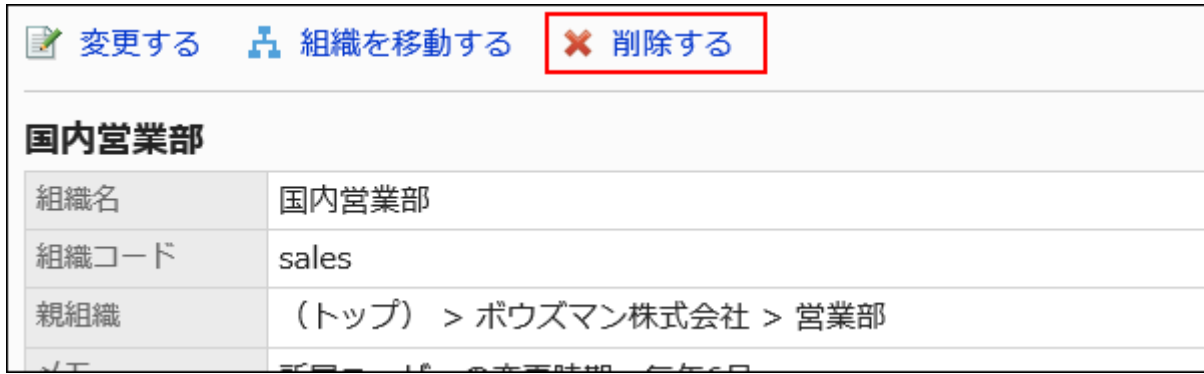 変更する 組織を移動する 削除する
国内営業部
組織名 国内営業部
組織コード sales
親組織 （トップ） > ボウズマン株式会社 > 営業部
メモ